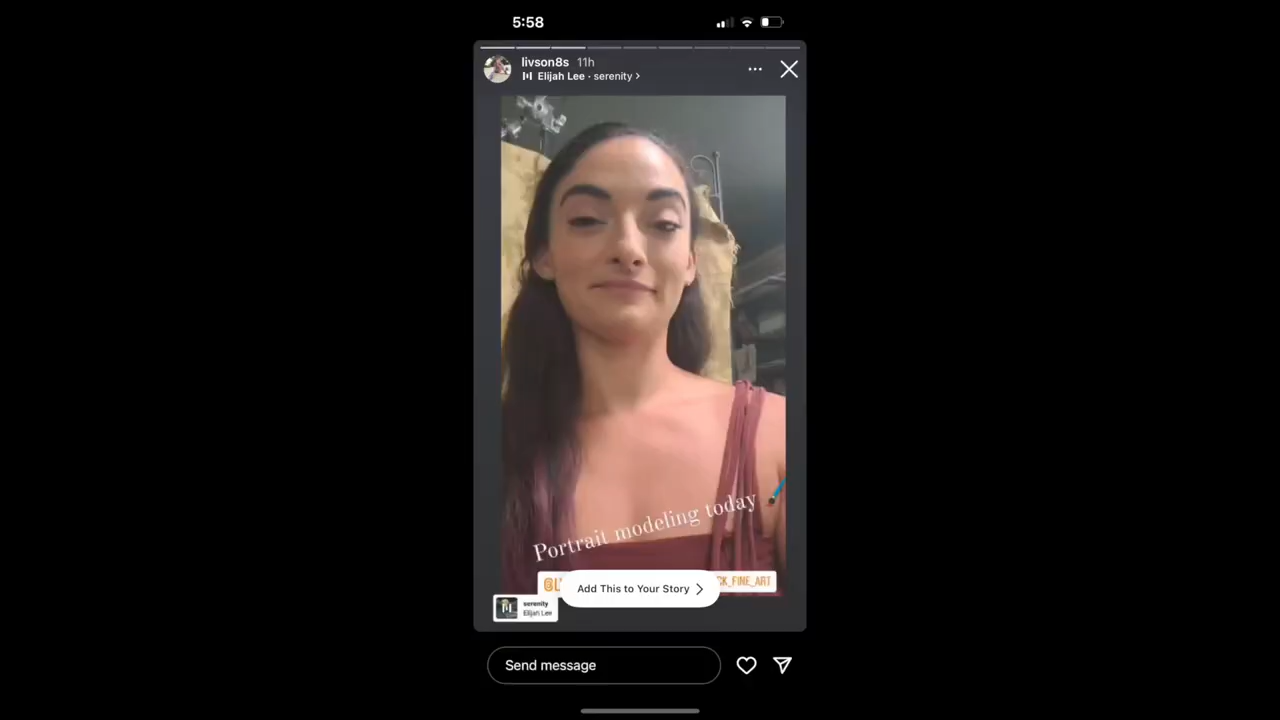 5:58
livson8s 11h
Elijah Lee · serenity >
Portrait modeling today
Add This to Your Story >
serenity
Elijah Lee
Send message